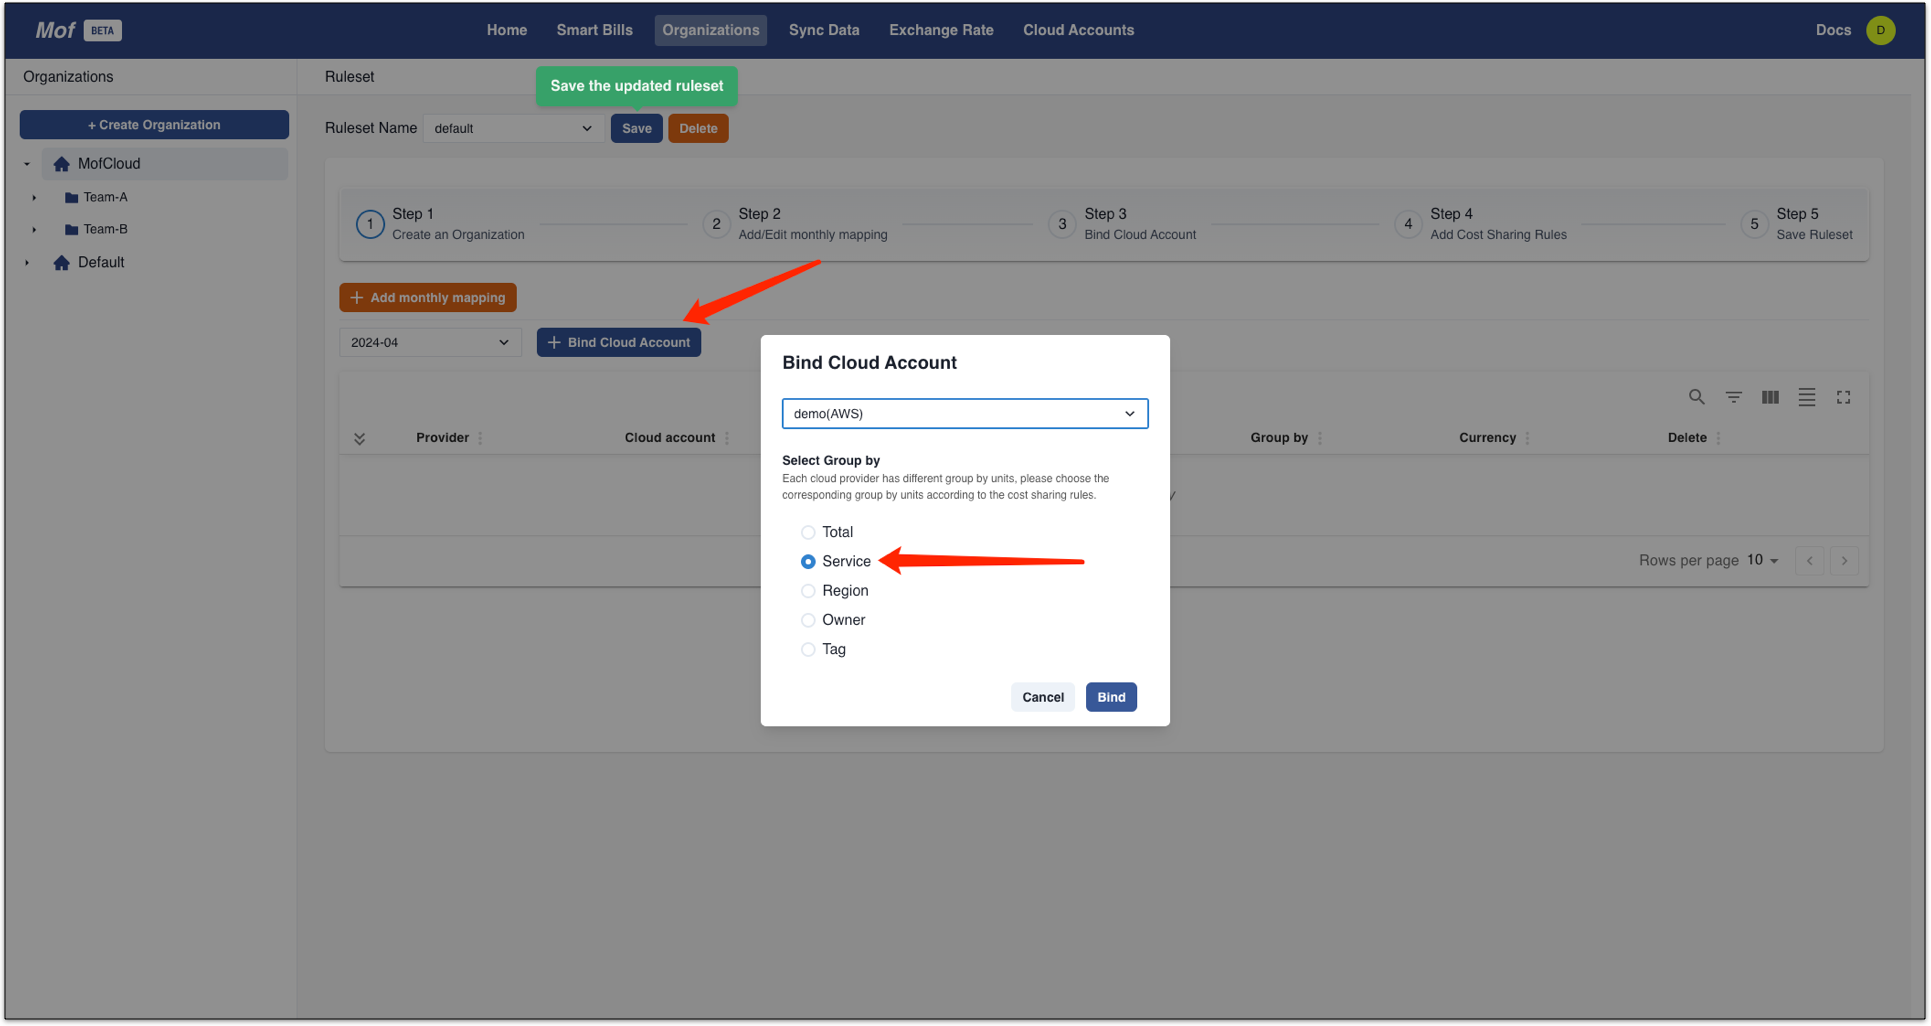 Mof BETA
Home Smart Bills Organizations Sync Data Exchange Rate Cloud Accounts
Docs D
Organizations
Ruleset
Save the updated ruleset
+ Create Organization
Ruleset Name default Save Delete
MofCloud
Team-A
Team-B
Default
1 Step 1
Create an Organization
2 Step 2
Add/Edit monthly mapping
3 Step 3
Bind Cloud Account
4 Step 4
Add Cost Sharing Rules
5 Step 5
Save Ruleset
+ Add monthly mapping
2024-04 + Bind Cloud Account
Provider Cloud account Group by Currency Delete
Rows per page 10
Bind Cloud Account
demo(AWS)
Select Group by
Each cloud provider has different group by units, please choose the
corresponding group by units according to the cost sharing rules.
Total
Service
Region
Owner
Tag
Cancel Bind